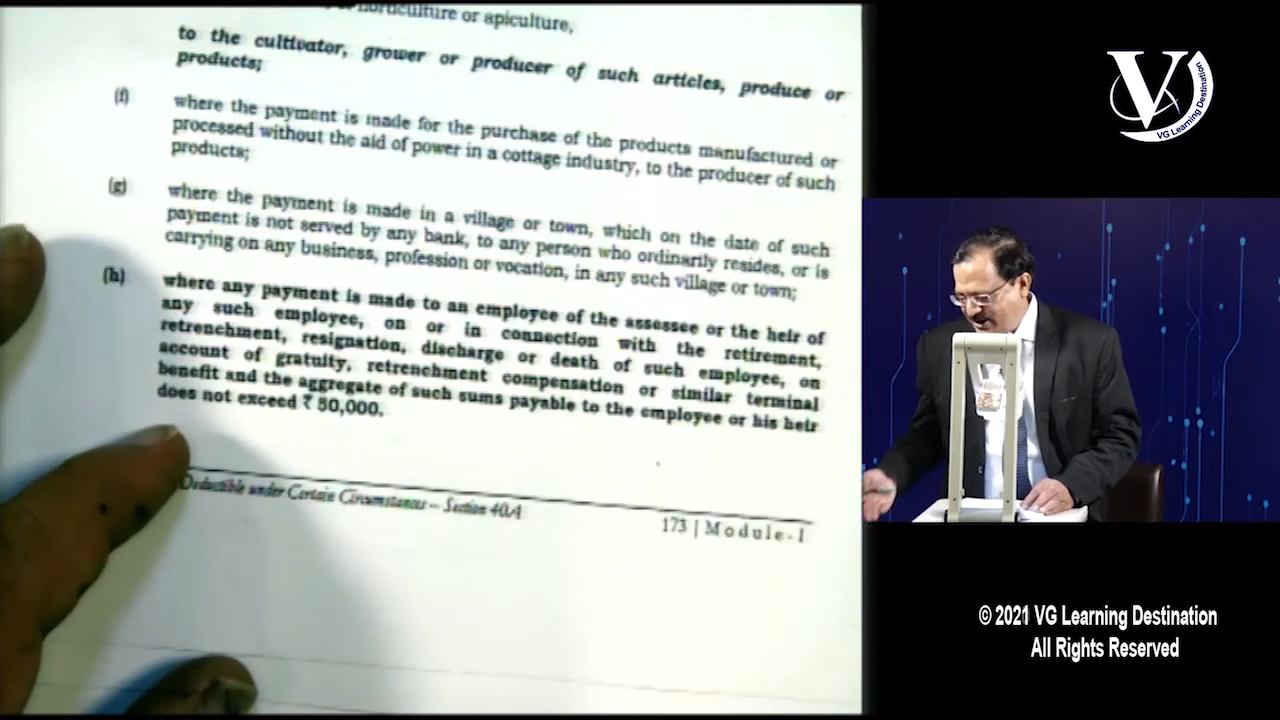 horticulture or apiculture,
to the cultivator, grower or producer of such articles, produce or
products;
(f) where the payment is made for the purchase of the products manufactured or
processed without the aid of power in a cottage industry, to the producer of such
products;
(g) where the payment is made in a village or town, which on the date of such
payment is not served by any bank, to any person who ordinarily resides, or is
carrying on any business, profession or vocation, in any such village or town;
(h) where any payment is made to an employee of the assessee or the heir of
any such employee, on or in connection with the retirement,
retrenchment, resignation, discharge or death of such employee, on
account of gratuity, retrenchment compensation or similar terminal
benefit and the aggregate of such sums payable to the employee or his heir
does not exceed ₹ 50,000.
Deductible under Certain Circumstances – Section 40A
173 | Module-I
V
VG Learning Destination
© 2021 VG Learning Destination
All Rights Reserved